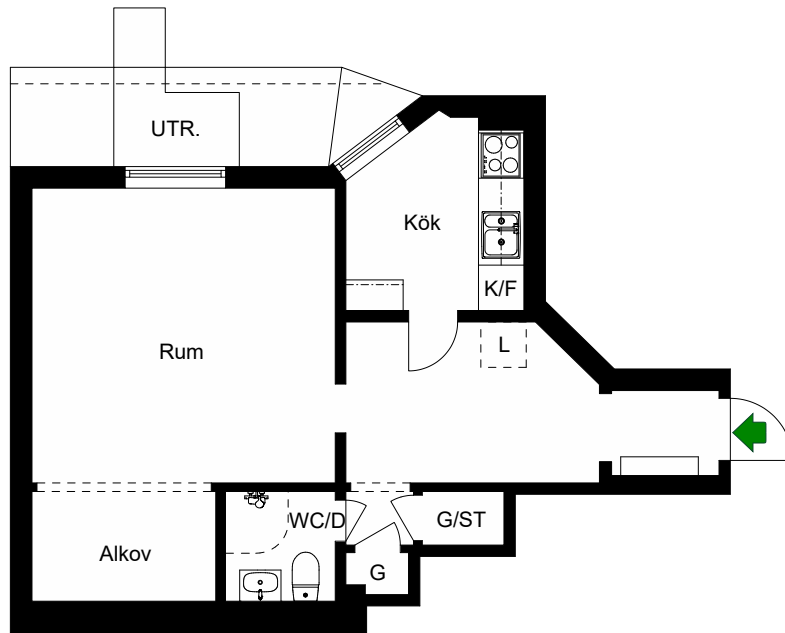 UTR.
Kök
K/F
Rum
L
WC/D
G/ST
Alkov
G